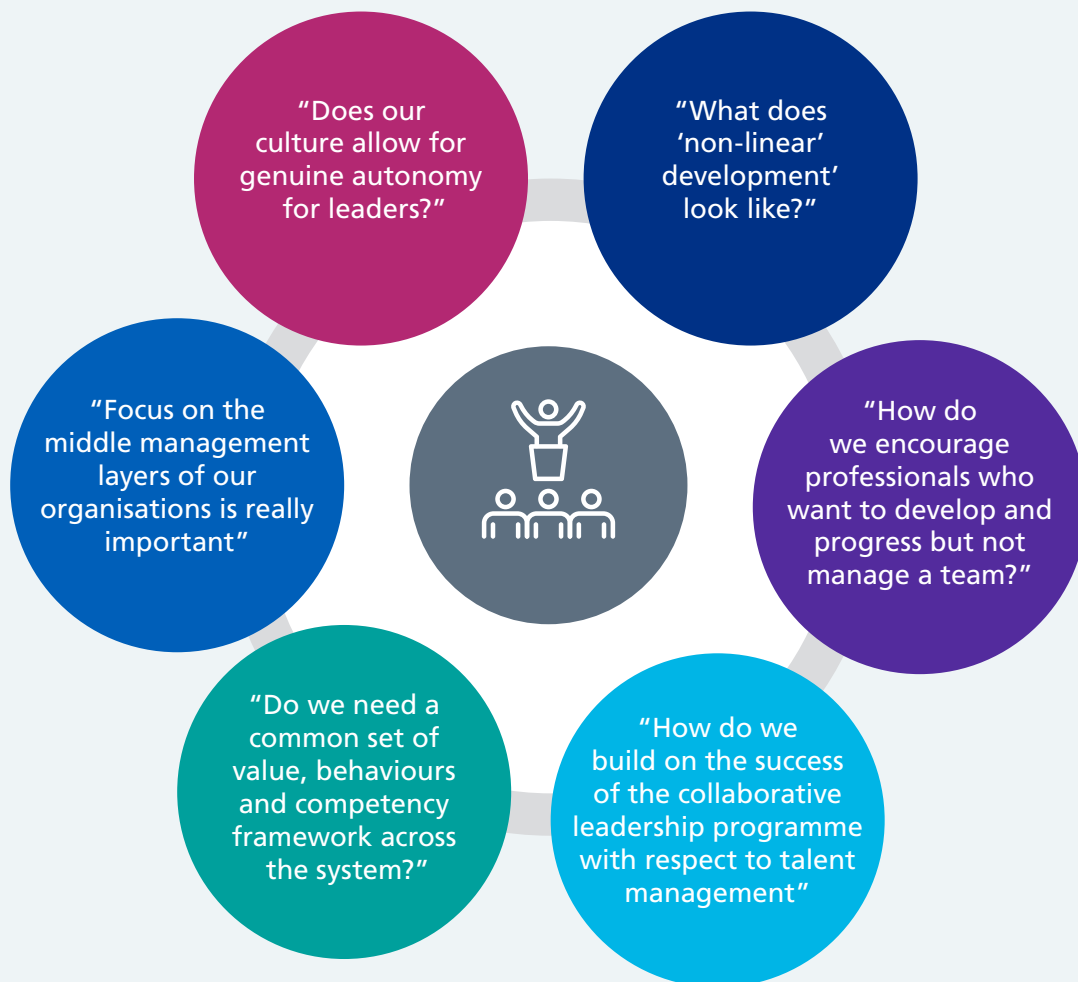 “Does our
culture allow for
genuine autonomy
for leaders?”
“What does
‘non-linear’
development’
look like?”
“How do
we encourage
professionals who
want to develop and
progress but not
manage a team?”
“How do we
build on the success
of the collaborative
leadership programme
with respect to talent
management”
“Do we need a
common set of
value, behaviours
and competency
framework across
the system?”
“Focus on the
middle management
layers of our
organisations is really
important”